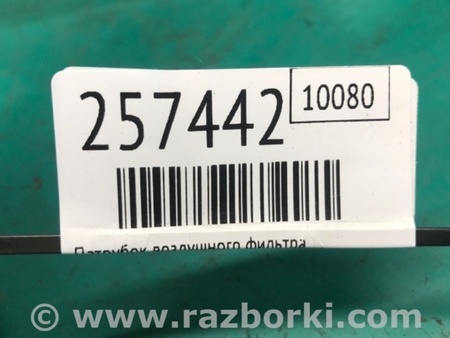 257442
10080
Патрубок воздушного фильтра
© www.razborki.com